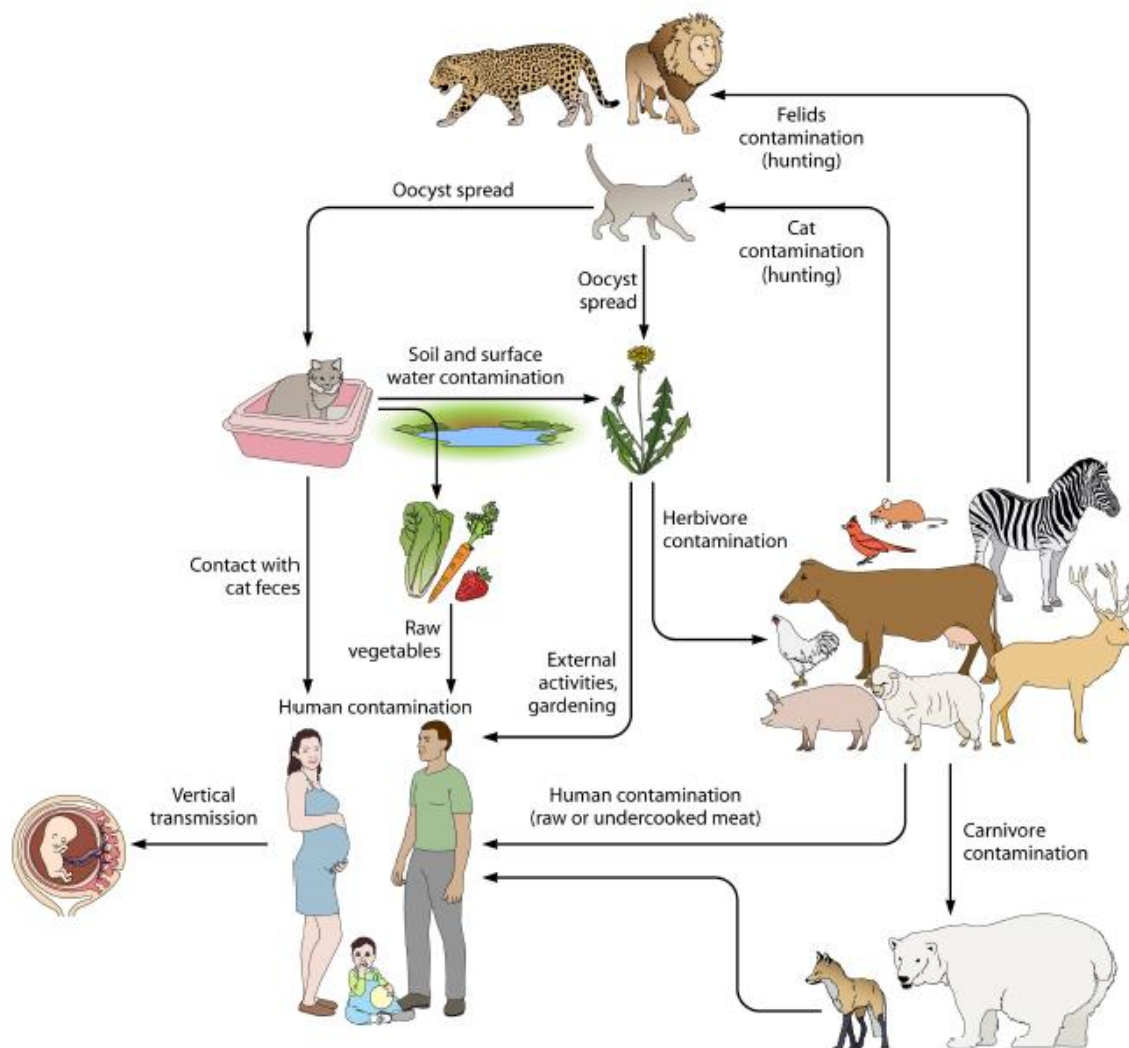 Felids
contamination
(hunting)
Oocyst spread
Cat
contamination
(hunting)
Oocyst
spread
Soil and surface
water contamination
Herbivore
contamination
Contact with
cat feces
Raw
vegetables
External
activities,
gardening
Human contamination
Vertical
transmission
Human contamination
(raw or undercooked meat)
Carnivore
contamination